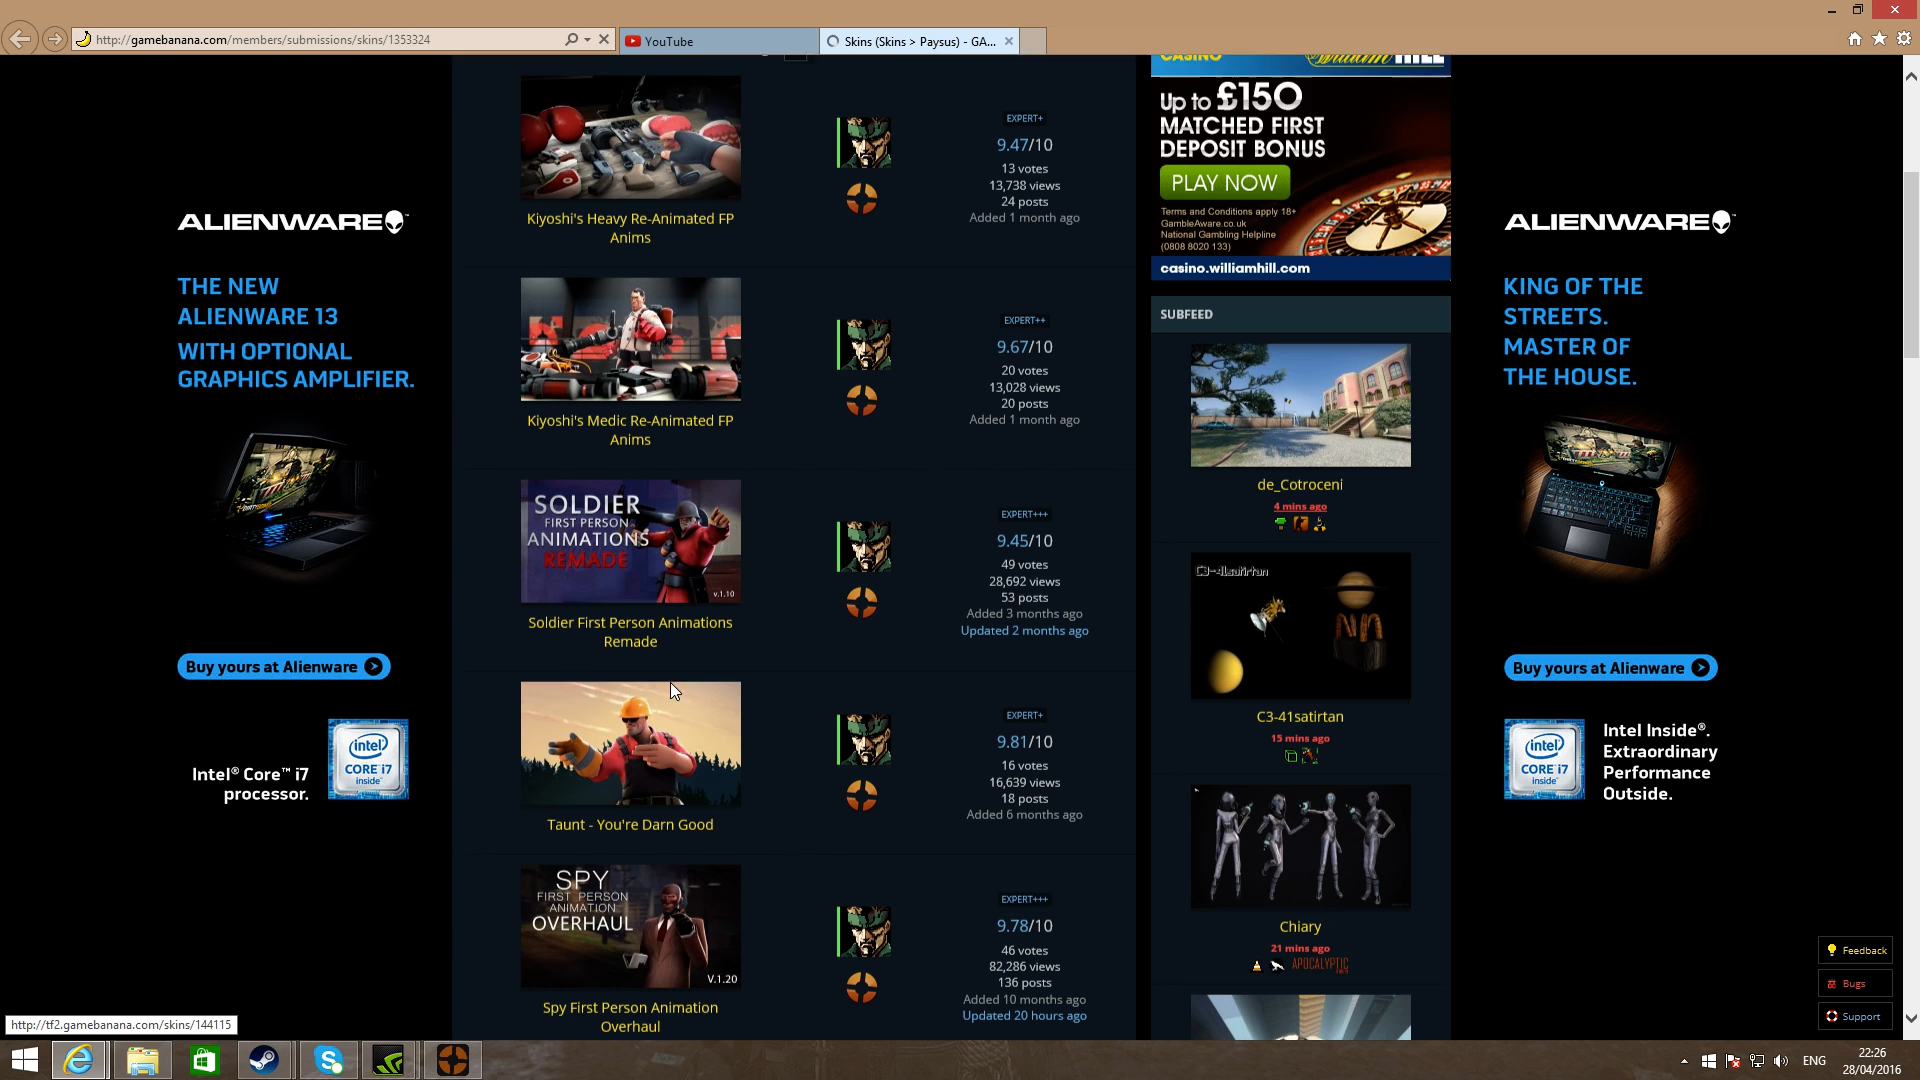 http://gamebanana.com/members/submissions/skins/1353324
YouTube
Skins (Skins > Paysus) - GA...
ALIENWARE
THE NEW
ALIENWARE 13
WITH OPTIONAL
GRAPHICS AMPLIFIER.
Buy yours at Alienware
Intel® Core™ i7
processor.
intel
CORE i7
inside
Kiyoshi's Heavy Re-Animated FP
Anims
EXPERT+
9.47/10
13 votes
13,738 views
24 posts
Added 1 month ago
Kiyoshi's Medic Re-Animated FP
Anims
EXPERT++
9.67/10
20 votes
13,028 views
20 posts
Added 1 month ago
SOLDIER
FIRST PERSON
ANIMATIONS
REMADE
v.1.10
Soldier First Person Animations
Remade
EXPERT+++
9.45/10
49 votes
28,692 views
53 posts
Added 3 months ago
Updated 2 months ago
Taunt - You're Darn Good
EXPERT+
9.81/10
16 votes
16,639 views
18 posts
Added 6 months ago
SPY
FIRST PERSON
ANIMATION
OVERHAUL
V.1.20
Spy First Person Animation
Overhaul
EXPERT+++
9.78/10
46 votes
82,286 views
136 posts
Added 10 months ago
Updated 20 hours ago
CASINO
William HILL
Up to £150
MATCHED FIRST
DEPOSIT BONUS
PLAY NOW
Terms and Conditions apply 18+
GambleAware.co.uk
National Gambling Helpline
(0808 8020 133)
casino.williamhill.com
SUBFEED
de_Cotroceni
4 mins ago
C3-41satirtan
C3-41satirtan
15 mins ago
Chiary
21 mins ago
APOCALYPTIC
ALIENWARE
KING OF THE
STREETS.
MASTER OF
THE HOUSE.
Buy yours at Alienware
intel
CORE i7
inside
Intel Inside®.
Extraordinary
Performance
Outside.
Feedback
Bugs
Support
http://tf2.gamebanana.com/skins/144115
ENG
22:26
28/04/2016